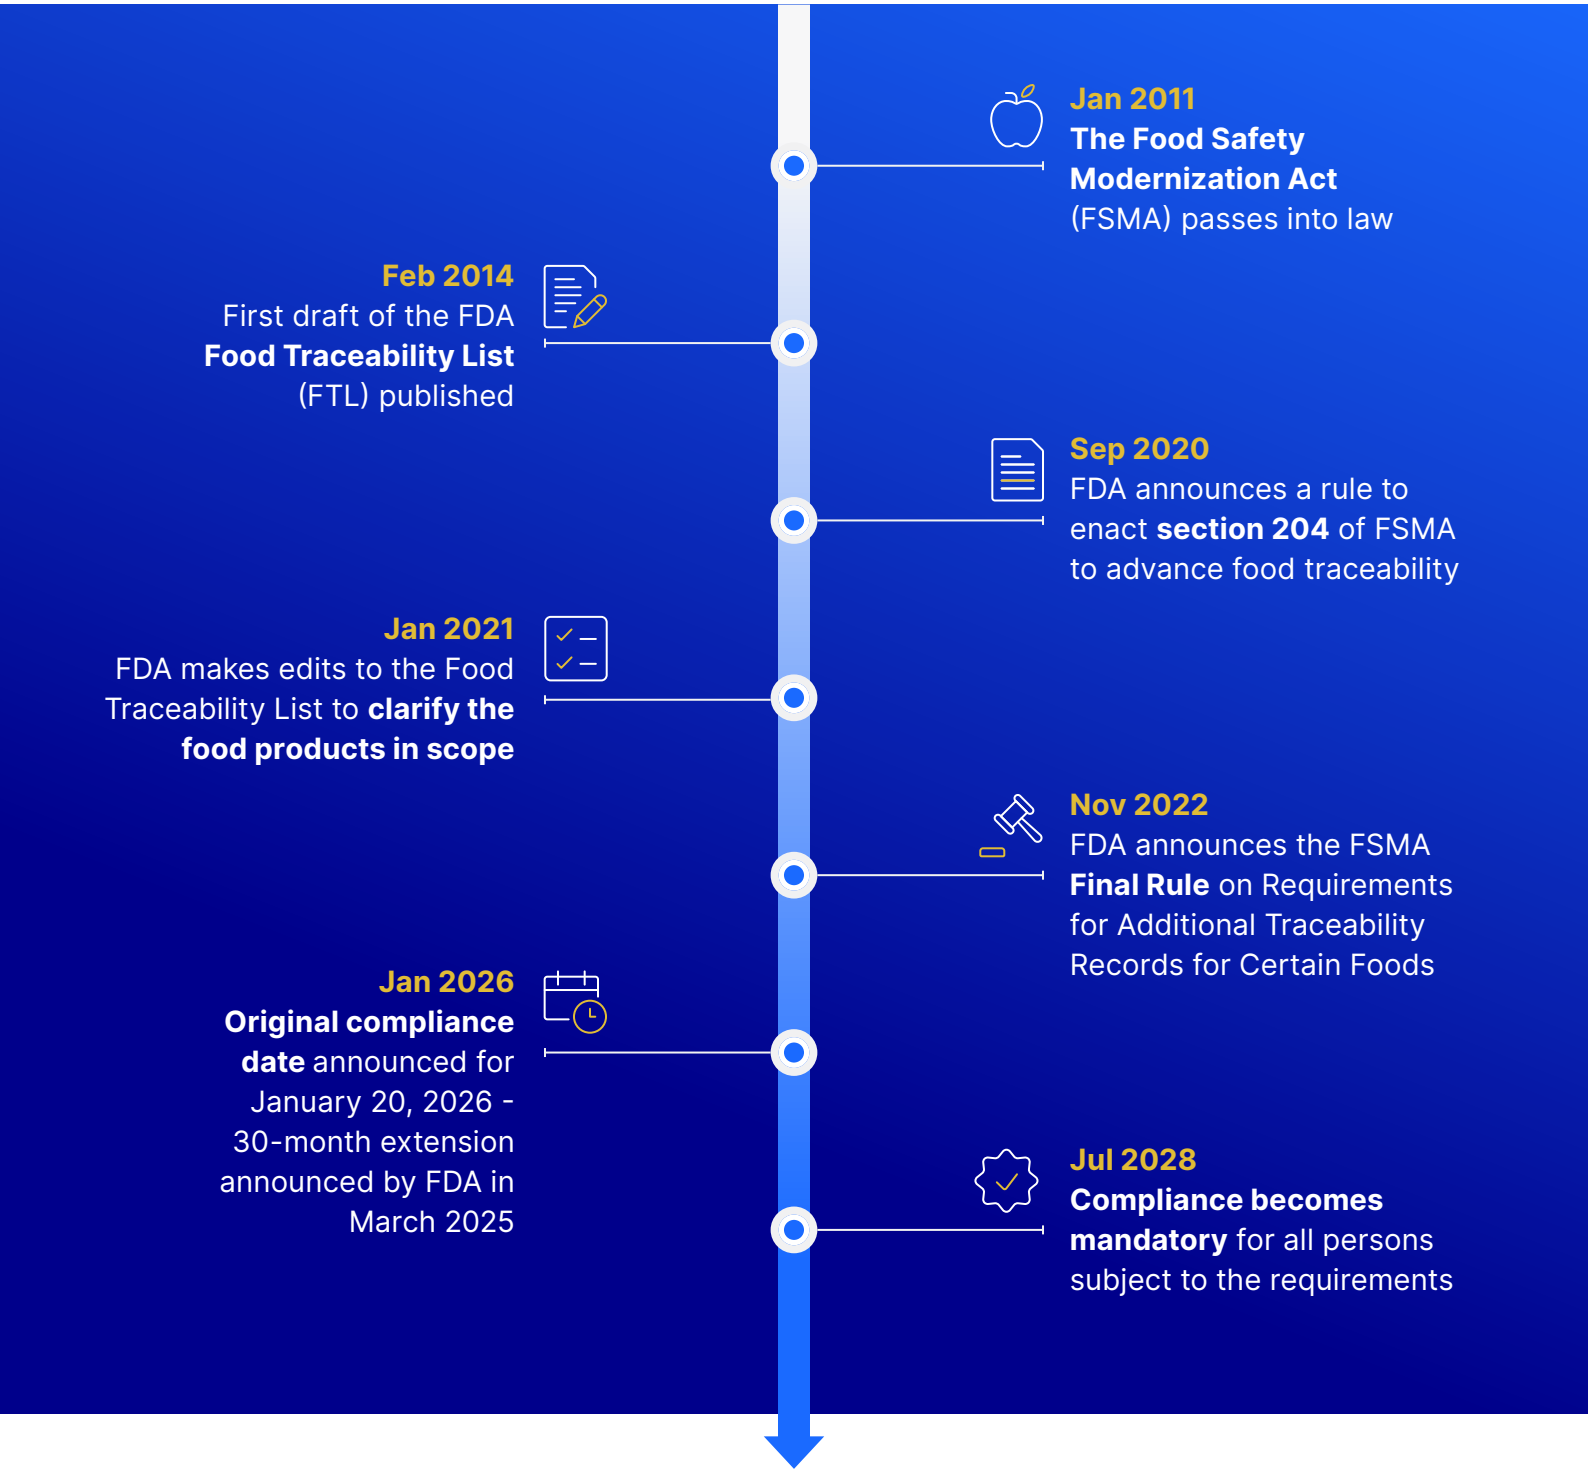 Jan 2011
The Food Safety
Modernization Act
(FSMA) passes into law
Feb 2014
First draft of the FDA
Food Traceability List
(FTL) published
Sep 2020
FDA announces a rule to
enact section 204 of FSMA
to advance food traceability
Jan 2021
FDA makes edits to the Food
Traceability List to clarify the
food products in scope
Nov 2022
FDA announces the FSMA
Final Rule on Requirements
for Additional Traceability
Records for Certain Foods
Jan 2026
Original compliance
date announced for
January 20, 2026 -
30-month extension
announced by FDA in
March 2025
Jul 2028
Compliance becomes
mandatory for all persons
subject to the requirements